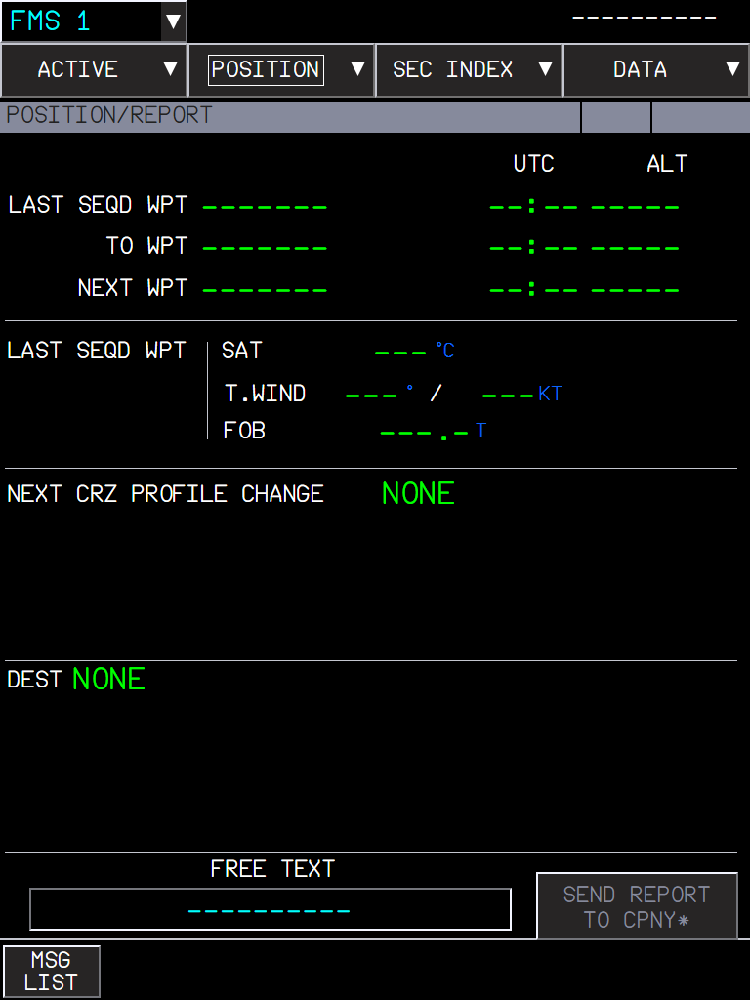 FMS 1 ▼ ----------
ACTIVE ▼ POSITION ▼ SEC INDEX ▼ DATA ▼
POSITION/REPORT
UTC ALT
LAST SEQD WPT ------- --:-- -----
TO WPT ------- --:-- -----
NEXT WPT ------- --:-- -----
LAST SEQD WPT SAT --- °C
T.WIND --- ° / --- KT
FOB ---.- T
NEXT CRZ PROFILE CHANGE NONE
DEST NONE
FREE TEXT
----------
SEND REPORT
TO CPNY*
MSG
LIST